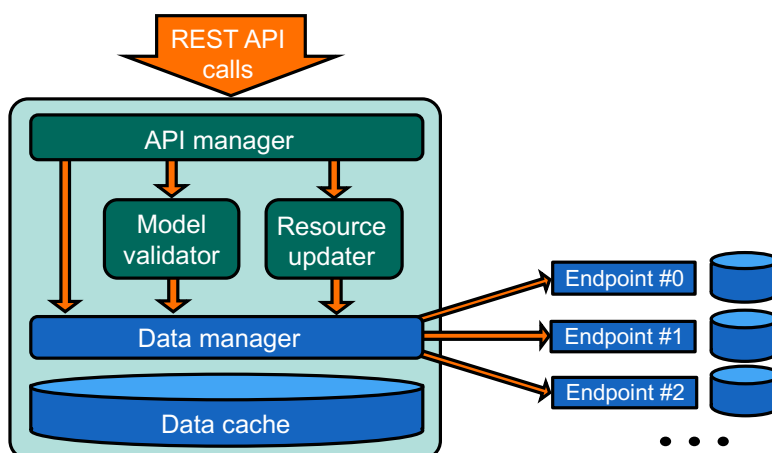 REST API
calls
API manager
Model
validator
Resource
updater
Data manager
Data cache
Endpoint #0
Endpoint #1
Endpoint #2
• • •